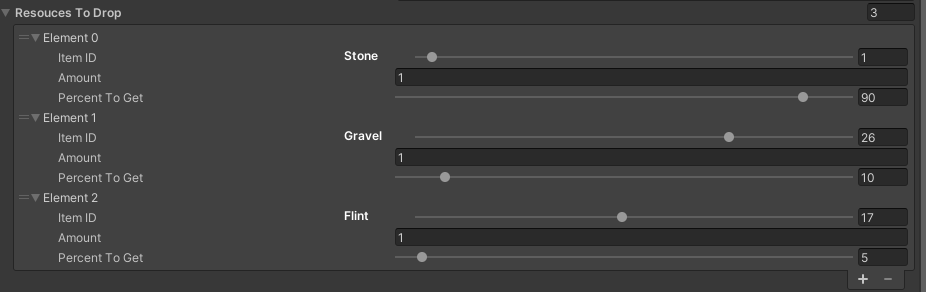 Resouces To Drop 3
Element 0
Item ID Stone 1
Amount 1
Percent To Get 90
Element 1
Item ID Gravel 26
Amount 1
Percent To Get 10
Element 2
Item ID Flint 17
Amount 1
Percent To Get 5
+ −